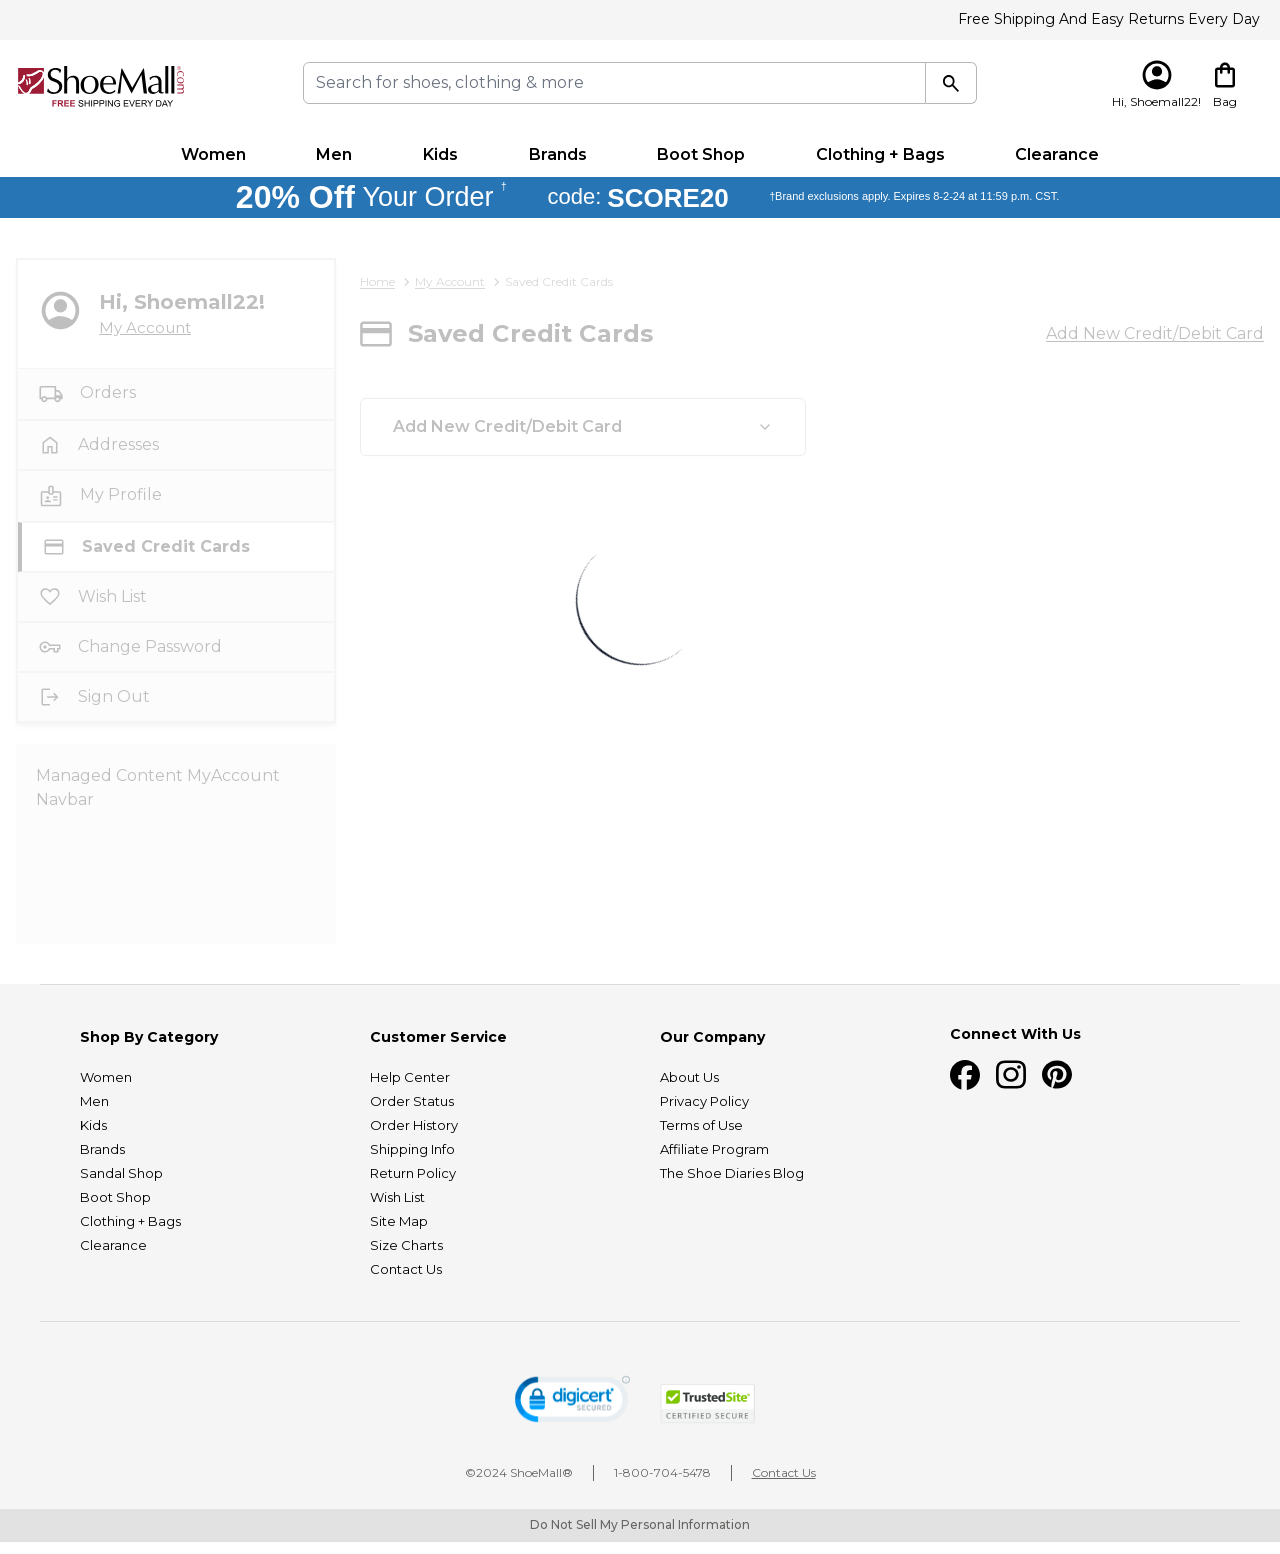 Free Shipping And Easy Returns Every Day
ShoeMall.com
FREE SHIPPING EVERY DAY
Search for shoes, clothing & more
Hi, Shoemall22!
Bag
Women Men Kids Brands Boot Shop Clothing + Bags Clearance
20% Off Your Order † code: SCORE20 †Brand exclusions apply. Expires 8-2-24 at 11:59 p.m. CST.
Hi, Shoemall22!
My Account
Orders
Addresses
My Profile
Saved Credit Cards
Wish List
Change Password
Sign Out
Managed Content MyAccount
Navbar
Home > My Account > Saved Credit Cards
Saved Credit Cards
Add New Credit/Debit Card
Add New Credit/Debit Card
Shop By Category
Women
Men
Kids
Brands
Sandal Shop
Boot Shop
Clothing + Bags
Clearance
Customer Service
Help Center
Order Status
Order History
Shipping Info
Return Policy
Wish List
Site Map
Size Charts
Contact Us
Our Company
About Us
Privacy Policy
Terms of Use
Affiliate Program
The Shoe Diaries Blog
Connect With Us
digicert
SECURED
TrustedSite
CERTIFIED SECURE
©2024 ShoeMall® | 1-800-704-5478 | Contact Us
Do Not Sell My Personal Information